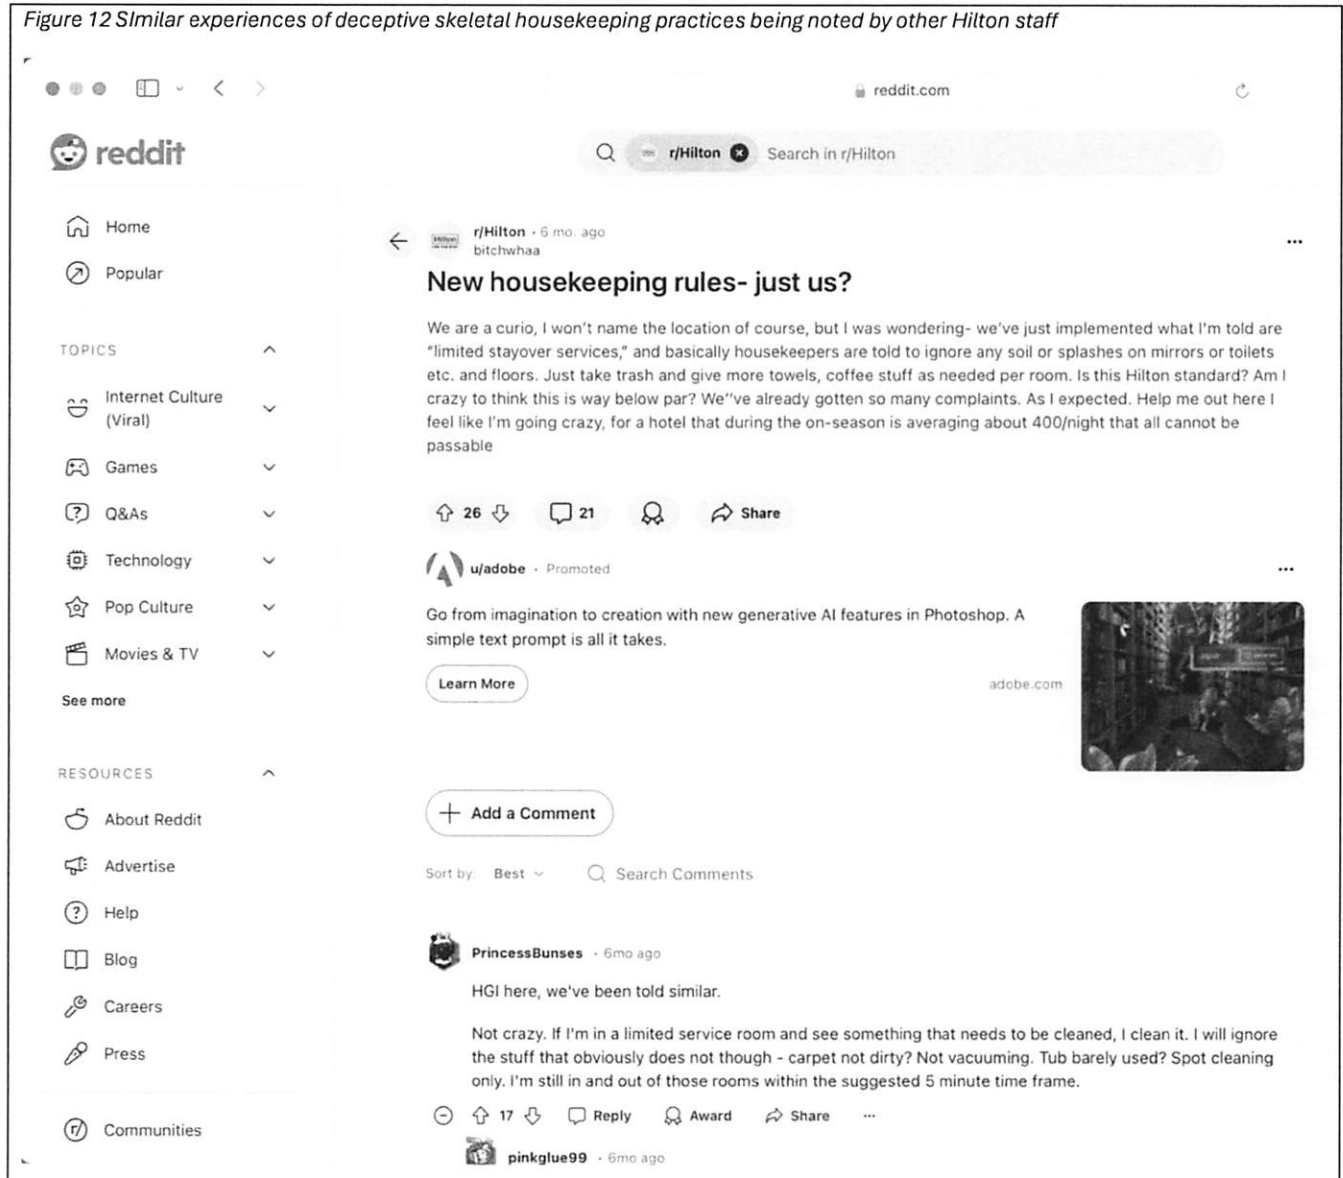 Figure 12 SImilar experiences of deceptive skeletal housekeeping practices being noted by other Hilton staff
reddit.com
reddit
r/Hilton
Search in r/Hilton
Home
Popular
TOPICS
Internet Culture
(Viral)
Games
Q&As
Technology
Pop Culture
Movies & TV
See more
RESOURCES
About Reddit
Advertise
Help
Blog
Careers
Press
Communities
r/Hilton · 6 mo. ago
bitchwhaa
New housekeeping rules- just us?
We are a curio, I won't name the location of course, but I was wondering- we've just implemented what I'm told are
"limited stayover services," and basically housekeepers are told to ignore any soil or splashes on mirrors or toilets
etc. and floors. Just take trash and give more towels, coffee stuff as needed per room. Is this Hilton standard? Am I
crazy to think this is way below par? We''ve already gotten so many complaints. As I expected. Help me out here I
feel like I'm going crazy, for a hotel that during the on-season is averaging about 400/night that all cannot be
passable
26
21
Share
u/adobe · Promoted
Go from imagination to creation with new generative AI features in Photoshop. A
simple text prompt is all it takes.
Learn More
adobe.com
Add a Comment
Sort by Best
Search Comments
PrincessBunses · 6mo ago
HGI here, we've been told similar.
Not crazy. If I'm in a limited service room and see something that needs to be cleaned, I clean it. I will ignore
the stuff that obviously does not though - carpet not dirty? Not vacuuming. Tub barely used? Spot cleaning
only. I'm still in and out of those rooms within the suggested 5 minute time frame.
17
Reply
Award
Share
pinkglue99 · 6mo ago